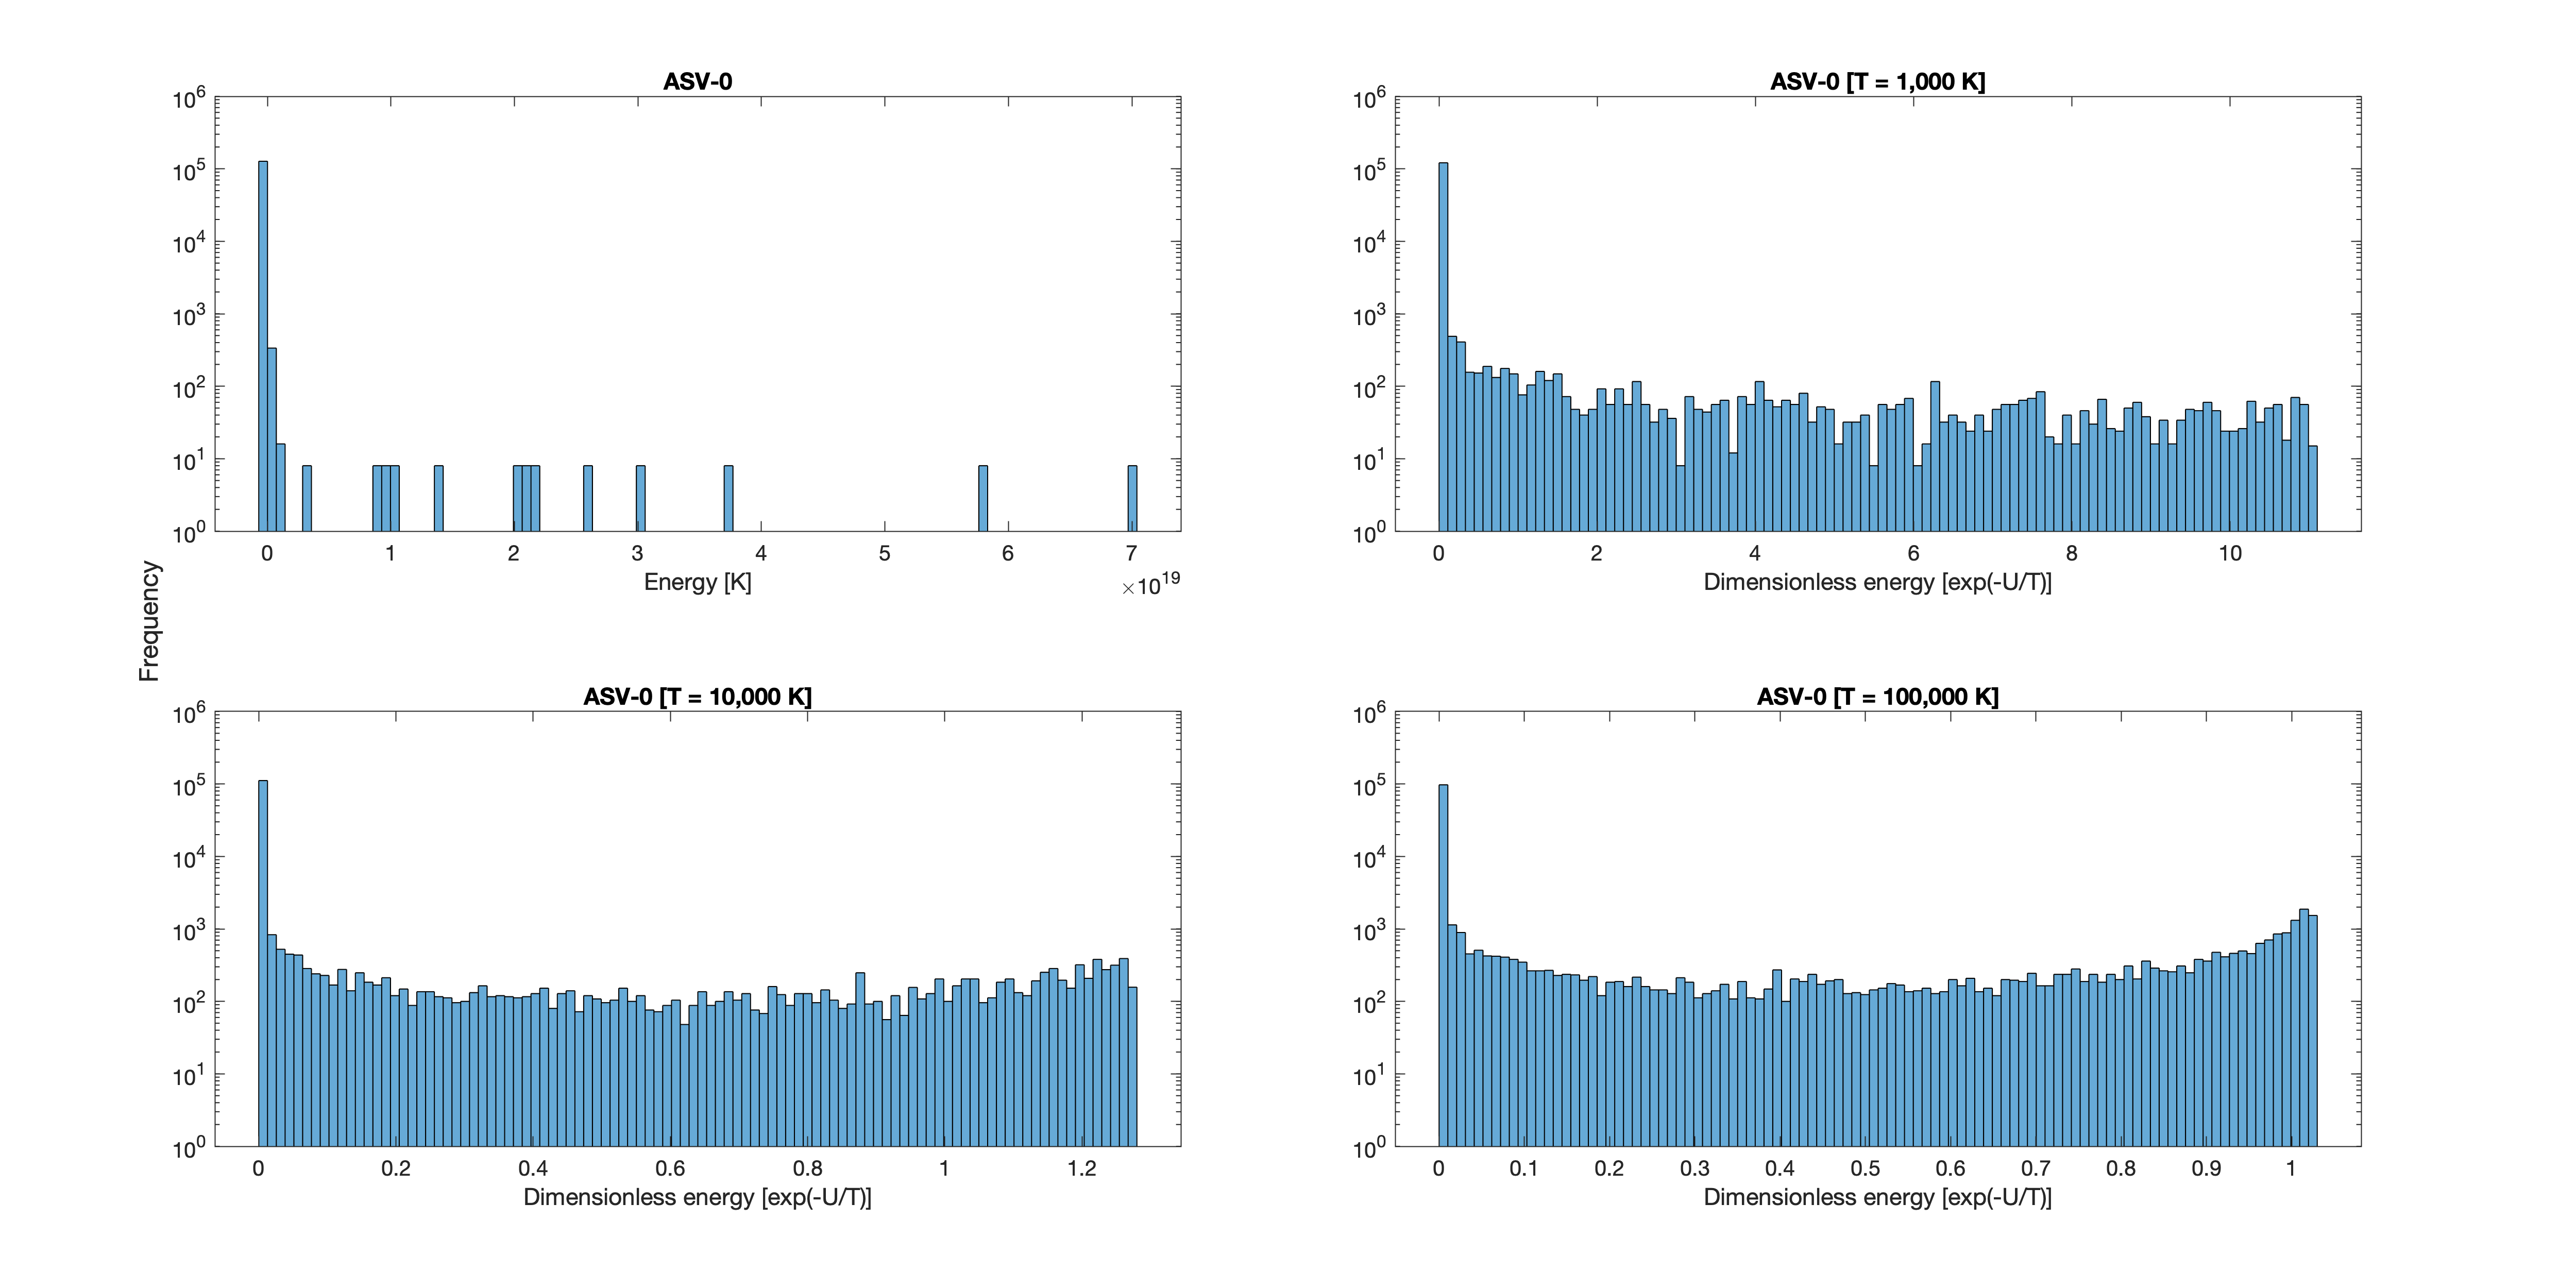 ASV-0
10^6
10^5
10^4
10^3
10^2
10^1
10^0
0 1 2 3 4 5 6 7
Energy [K]
×10^19
ASV-0 [T = 1,000 K]
10^6
10^5
10^4
10^3
10^2
10^1
10^0
0 2 4 6 8 10
Dimensionless energy [exp(-U/T)]
Frequency
ASV-0 [T = 10,000 K]
10^6
10^5
10^4
10^3
10^2
10^1
10^0
0 0.2 0.4 0.6 0.8 1 1.2
Dimensionless energy [exp(-U/T)]
ASV-0 [T = 100,000 K]
10^6
10^5
10^4
10^3
10^2
10^1
10^0
0 0.1 0.2 0.3 0.4 0.5 0.6 0.7 0.8 0.9 1
Dimensionless energy [exp(-U/T)]